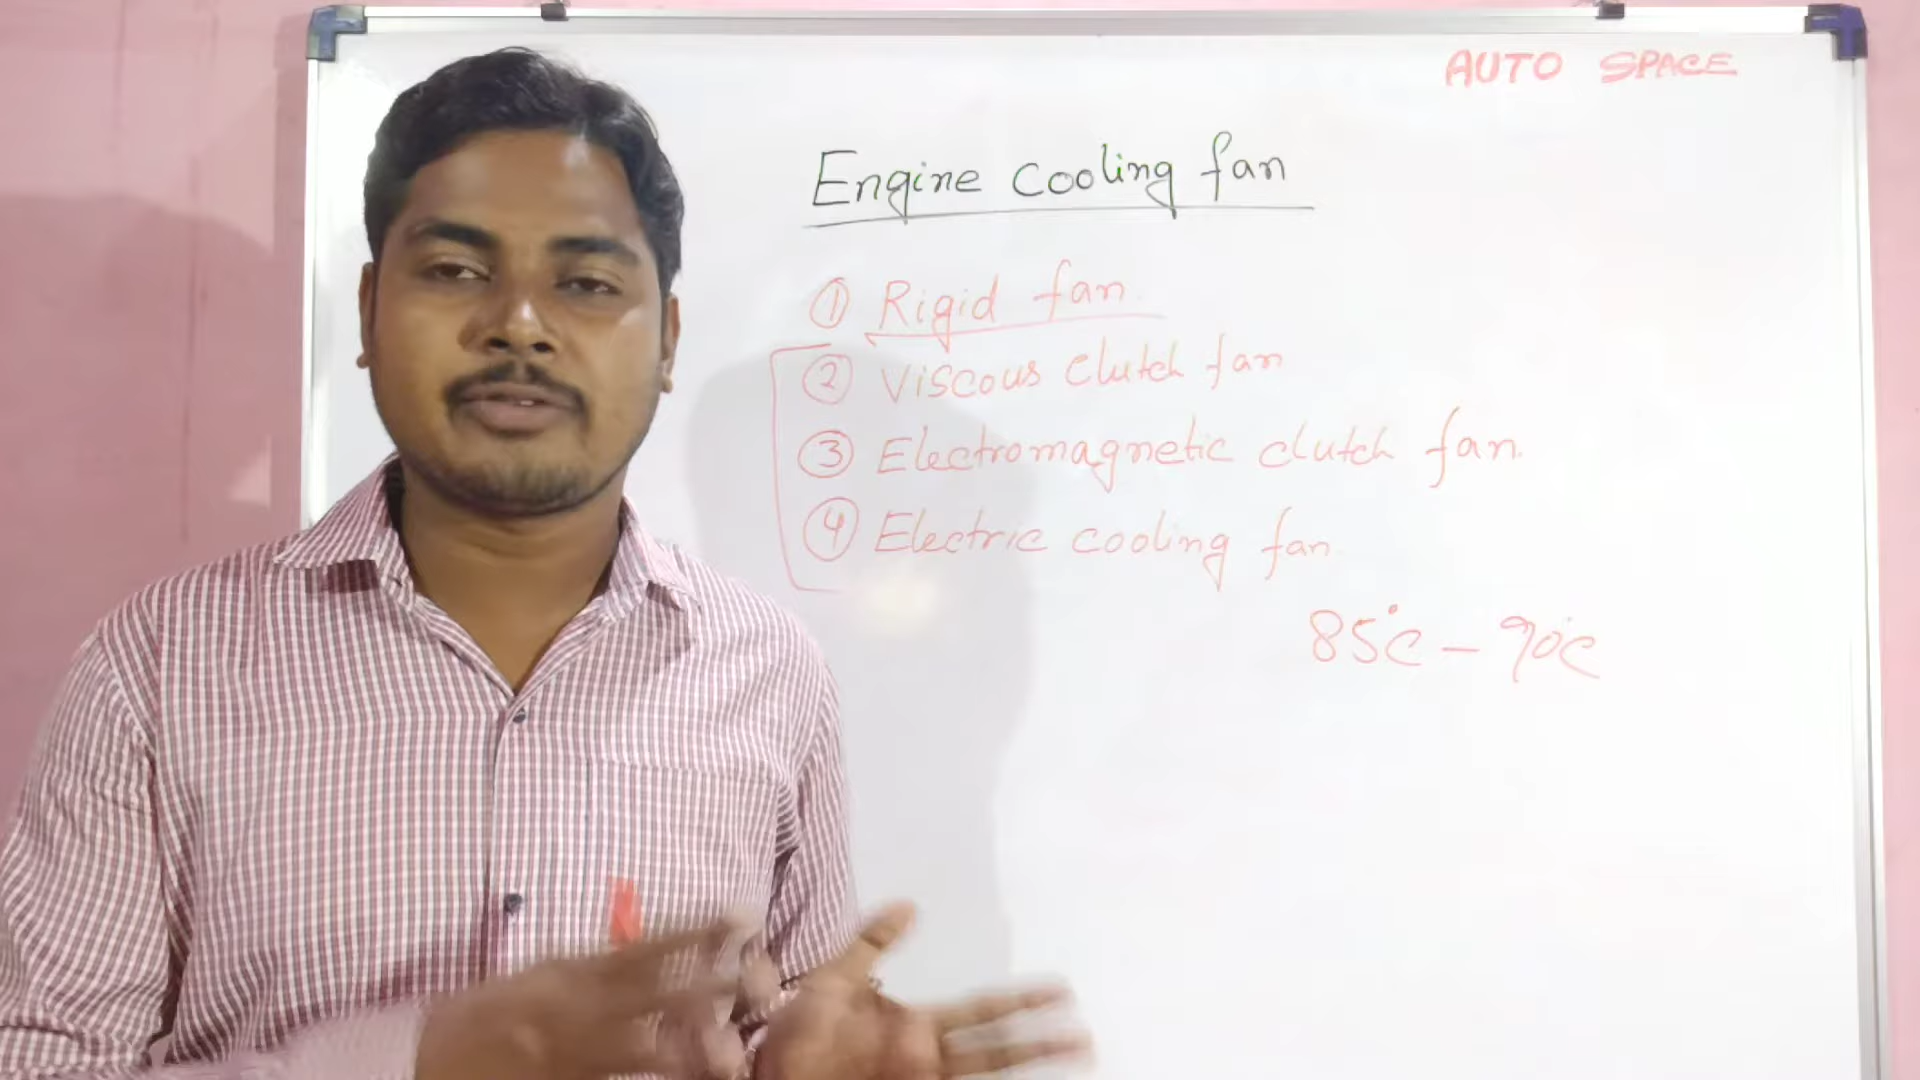 AUTO SPACE
Engine cooling fan
① Rigid fan
② Viscous clutch fan
③ Electromagnetic clutch fan.
④ Electric cooling fan
85°C - 90°C